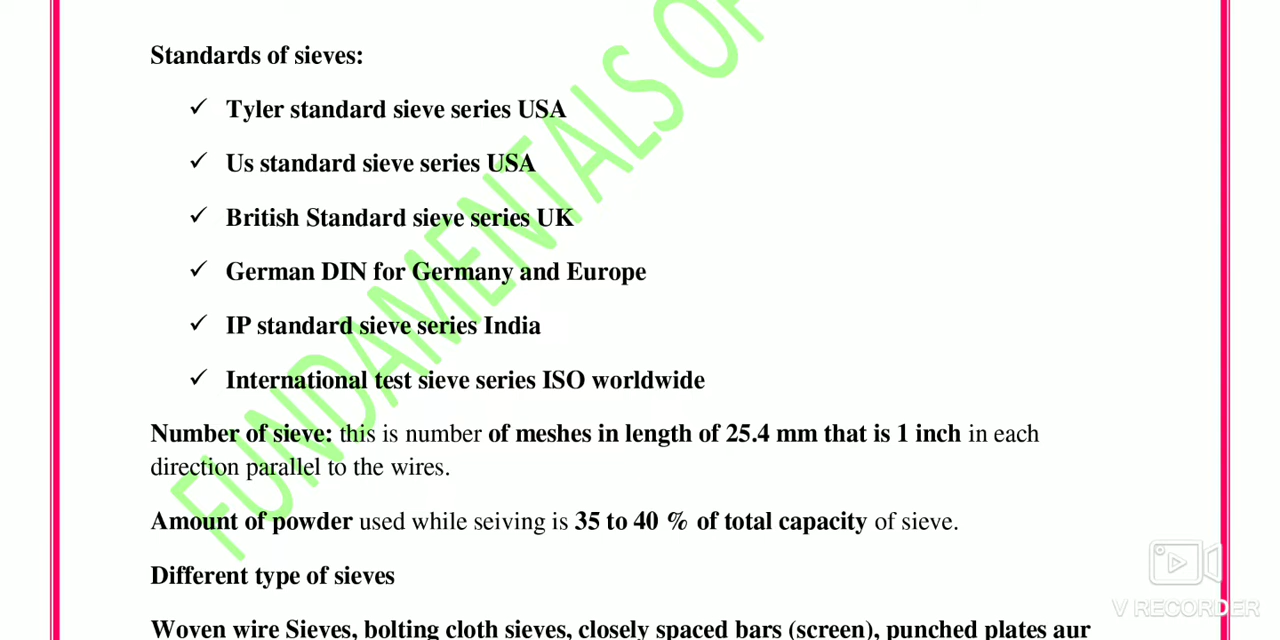 Standards of sieves:
✓ Tyler standard sieve series USA
✓ Us standard sieve series USA
✓ British Standard sieve series UK
✓ German DIN for Germany and Europe
✓ IP standard sieve series India
✓ International test sieve series ISO worldwide
Number of sieve: this is number of meshes in length of 25.4 mm that is 1 inch in each
direction parallel to the wires.
Amount of powder used while seiving is 35 to 40 % of total capacity of sieve.
Different type of sieves
Woven wire Sieves, bolting cloth sieves, closely spaced bars (screen), punched plates aur
FUNDAMENTALS OF
V RECORDER